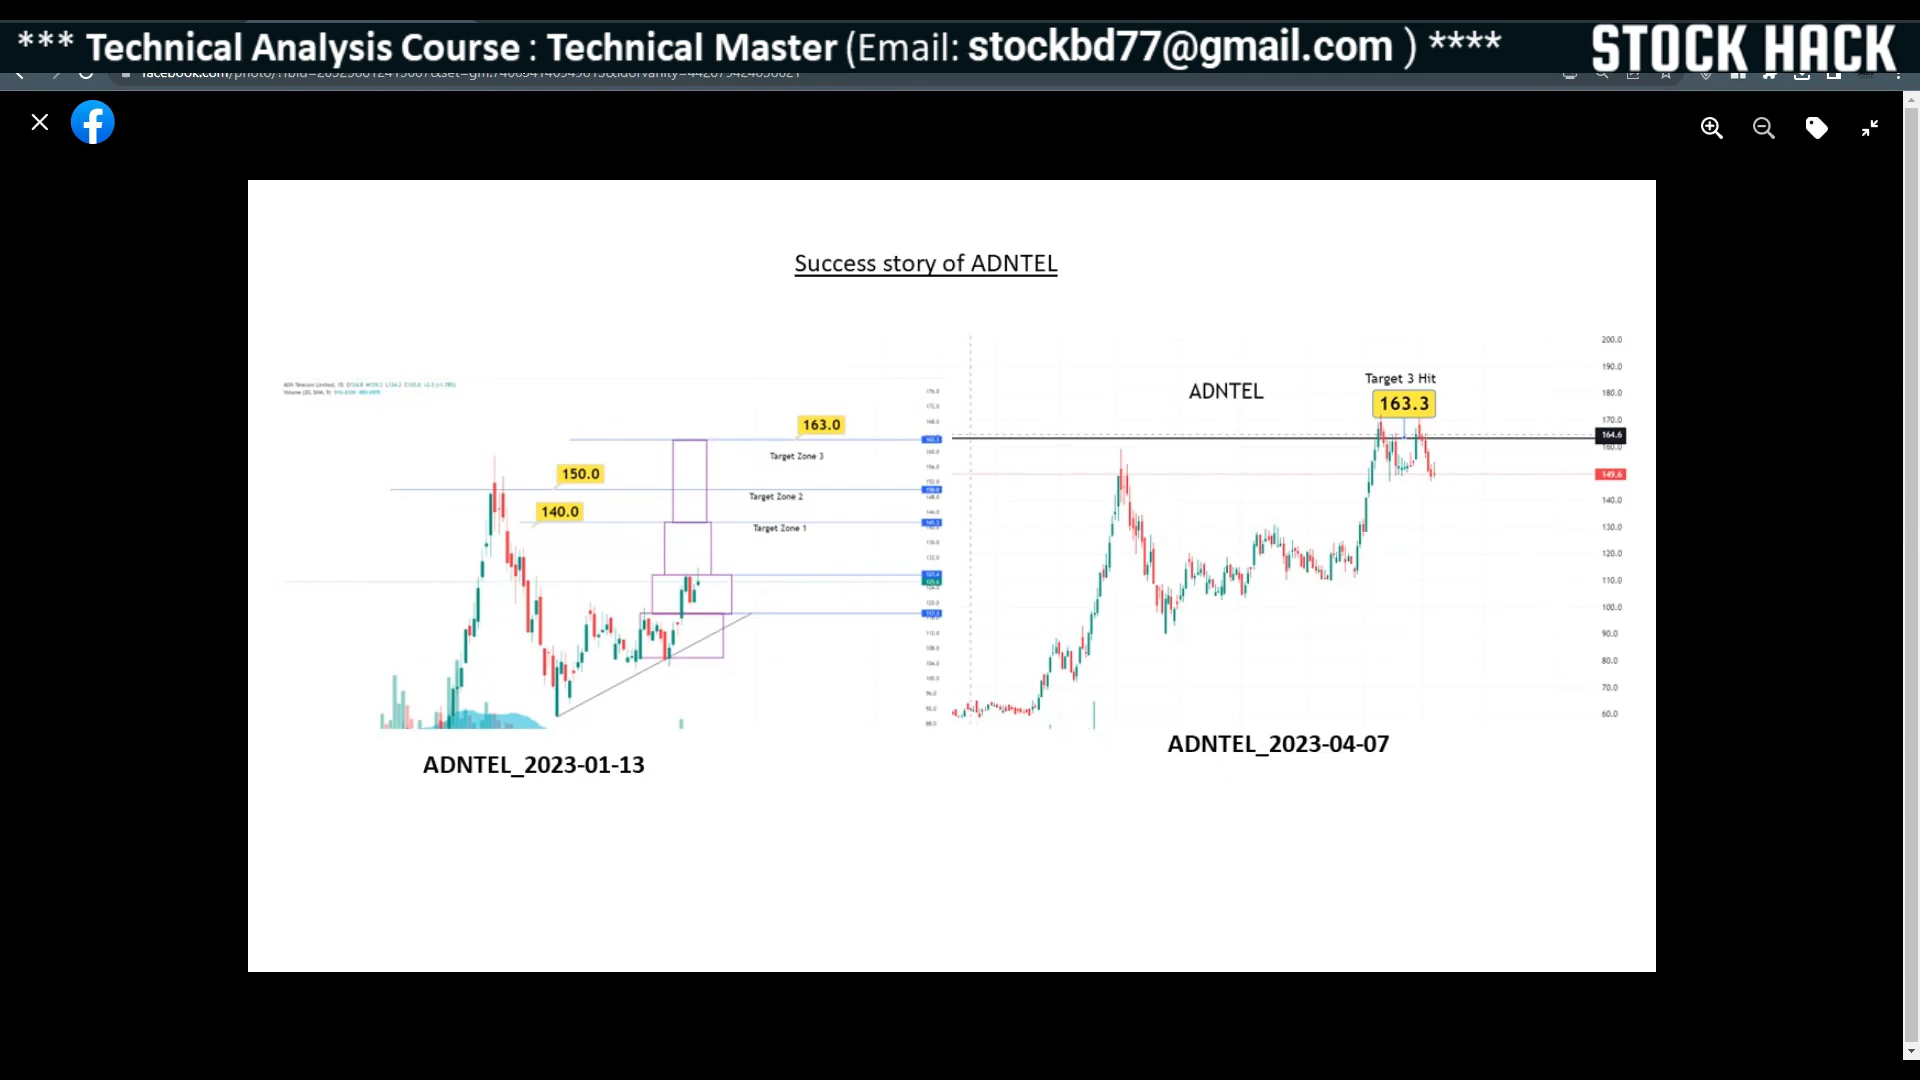 *** Technical Analysis Course : Technical Master (Email: stockbd77@gmail.com ) ****
STOCK HACK
Success story of ADNTEL
163.0
Target Zone 3
150.0
Target Zone 2
140.0
Target Zone 1
ADNTEL_2023-01-13
ADNTEL
Target 3 Hit
163.3
200.0
190.0
180.0
170.0
164.6
160.0
149.6
140.0
130.0
120.0
110.0
100.0
90.0
80.0
70.0
60.0
ADNTEL_2023-04-07